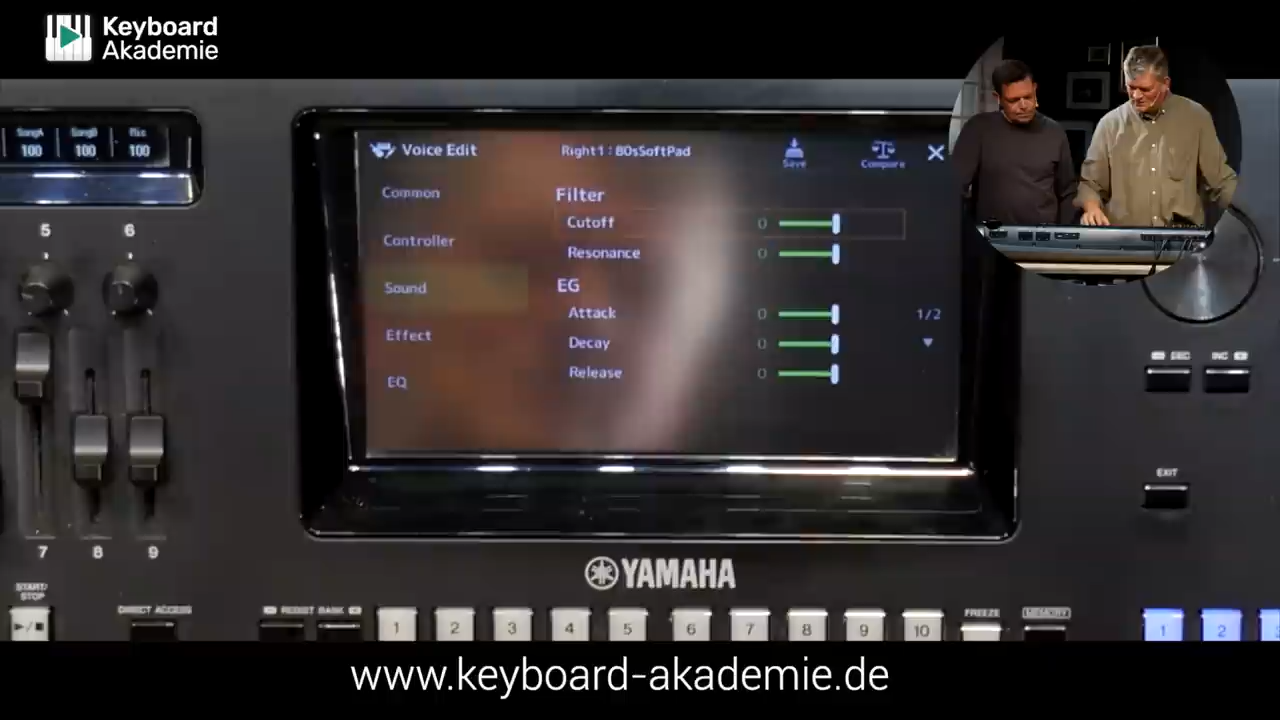 Keyboard
Akademie
SongA SongB Mic
100 100 100
Voice Edit
Right1:80sSoftPad
Save
Compare
Common
Controller
Sound
Effect
EQ
Filter
Cutoff 0
Resonance 0
EG
Attack 0
Decay 0
Release 0
1/2
5 6
7 8 9
DEC INC
EXIT
YAMAHA
START/
STOP
DIRECT ACCESS
REGIST BANK
1 2 3 4 5 6 7 8 9 10
FREEZE
MEMORY
1 2
www.keyboard-akademie.de